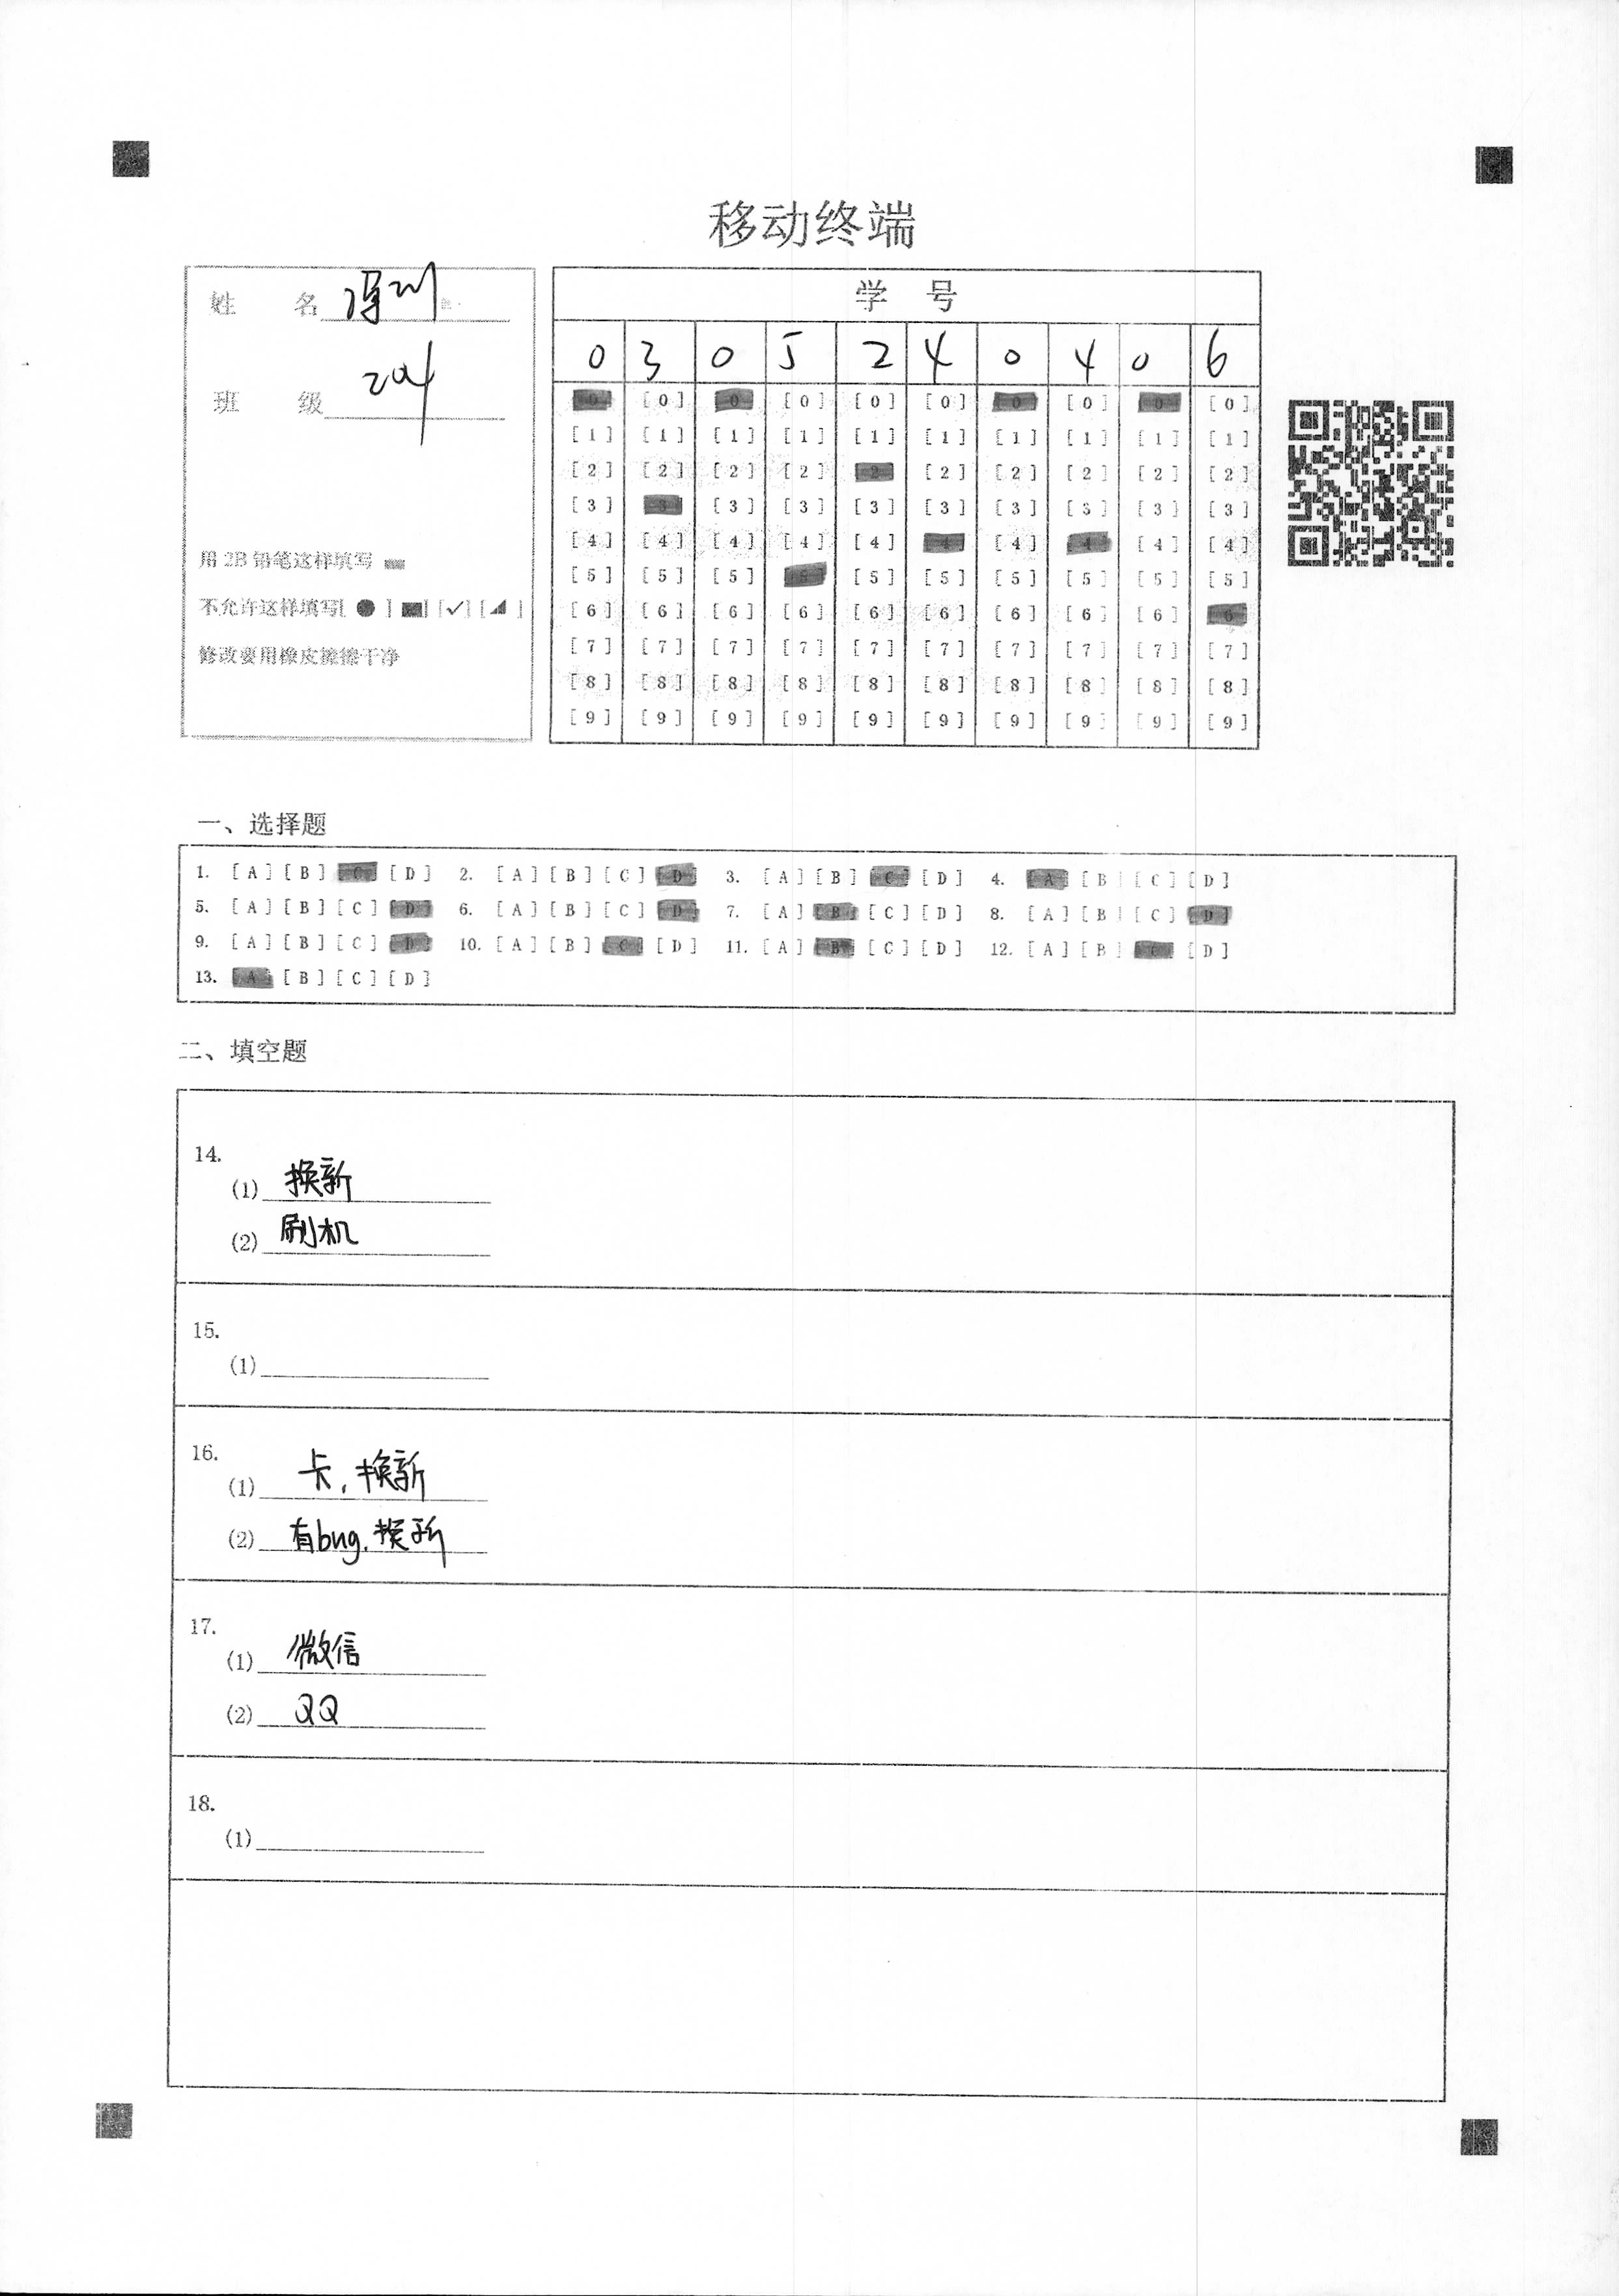 移动终端
姓 名
班 级 204
用 2B 铅笔这样填写
不允许这样填写[ ● ] [■] [✓] [◢ ]
修改要用橡皮擦擦干净
学 号
0 3 0 5 2 4 0 4 0 6
[0] [0] [0] [0] [0] [0] [0] [0] [0] [0]
[1] [1] [1] [1] [1] [1] [1] [1] [1] [1]
[2] [2] [2] [2] [2] [2] [2] [2] [2] [2]
[3] [3] [3] [3] [3] [3] [3] [3] [3] [3]
[4] [4] [4] [4] [4] [4] [4] [4] [4] [4]
[5] [5] [5] [5] [5] [5] [5] [5] [5] [5]
[6] [6] [6] [6] [6] [6] [6] [6] [6] [6]
[7] [7] [7] [7] [7] [7] [7] [7] [7] [7]
[8] [8] [8] [8] [8] [8] [8] [8] [8] [8]
[9] [9] [9] [9] [9] [9] [9] [9] [9] [9]
一、选择题
1. [A] [B] [C] [D] 2. [A] [B] [C] [D] 3. [A] [B] [C] [D] 4. [A] [B] [C] [D]
5. [A] [B] [C] [D] 6. [A] [B] [C] [D] 7. [A] [B] [C] [D] 8. [A] [B] [C] [D]
9. [A] [B] [C] [D] 10. [A] [B] [C] [D] 11. [A] [B] [C] [D] 12. [A] [B] [C] [D]
13. [A] [B] [C] [D]
二、填空题
14.
(1) 换新
(2) 刷机
15.
(1)
16.
(1) 卡,换新
(2) 有bug,换新
17.
(1) 微信
(2) QQ
18.
(1)